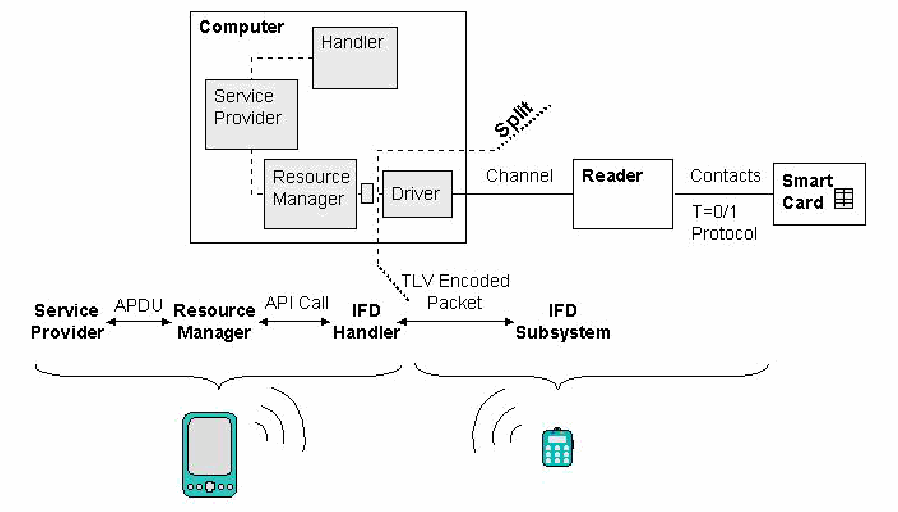 Computer
Handler
Service
Provider
Split
Resource
Manager
Driver
Channel
Reader
Contacts
Smart
Card
T=0/1
Protocol
TLV Encoded
Packet
Service
Provider
APDU
Resource
Manager
API Call
IFD
Handler
IFD
Subsystem